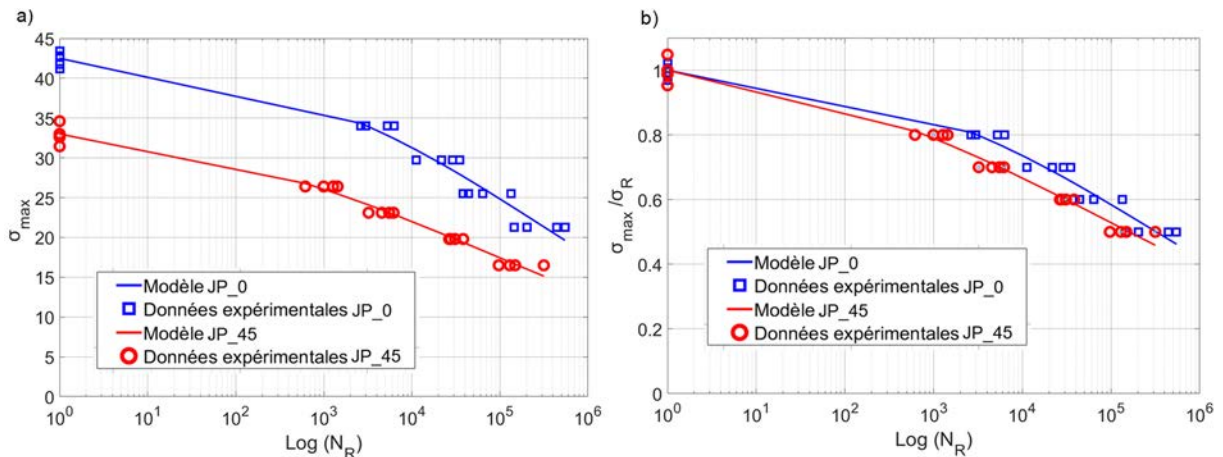 a)
45
40
35
30
25
20
15
10
5
0
σmax
Modèle JP_0
Données expérimentales JP_0
Modèle JP_45
Données expérimentales JP_45
10^0 10^1 10^2 10^3 10^4 10^5 10^6
Log (N_R)
b)
1
0.8
0.6
0.4
0.2
0
σmax /σR
Modèle JP_0
Données expérimentales JP_0
Modèle JP_45
Données expérimentales JP_45
10^0 10^1 10^2 10^3 10^4 10^5 10^6
Log (N_R)